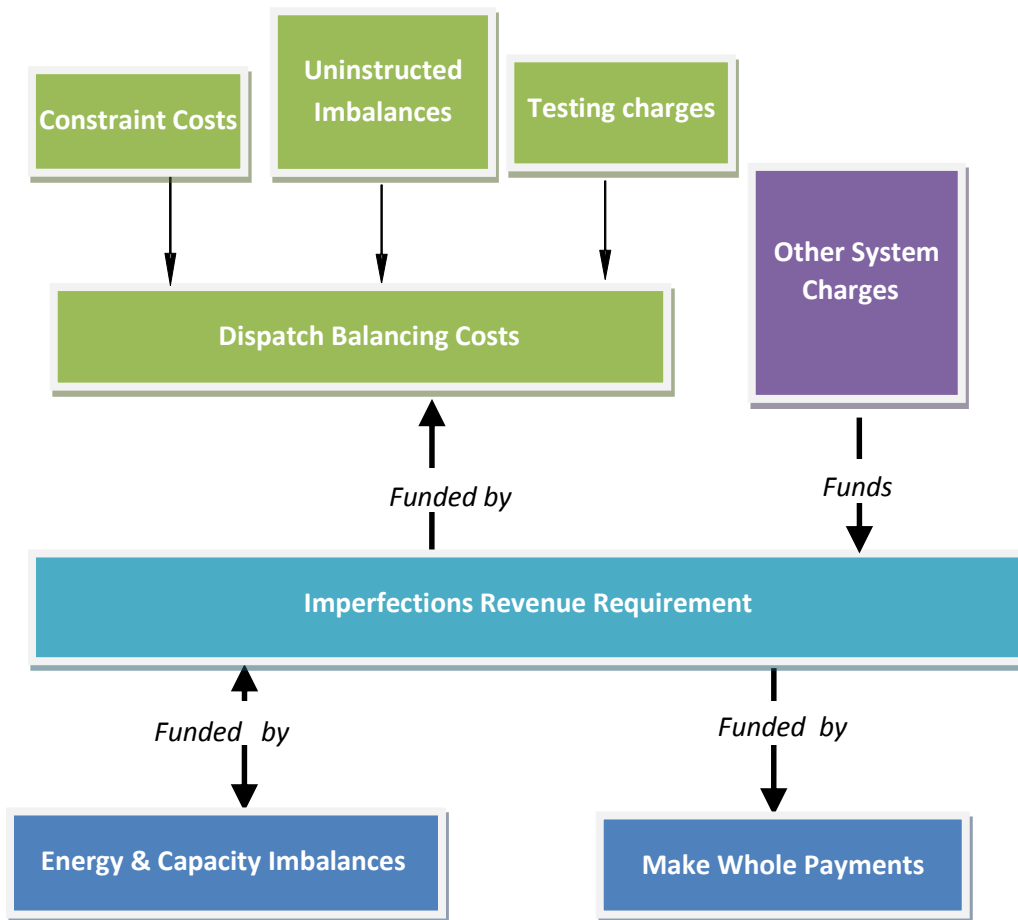 Constraint Costs
Uninstructed
Imbalances
Testing charges
Other System
Charges
Dispatch Balancing Costs
Funded by
Funds
Imperfections Revenue Requirement
Funded by
Funded by
Energy & Capacity Imbalances
Make Whole Payments